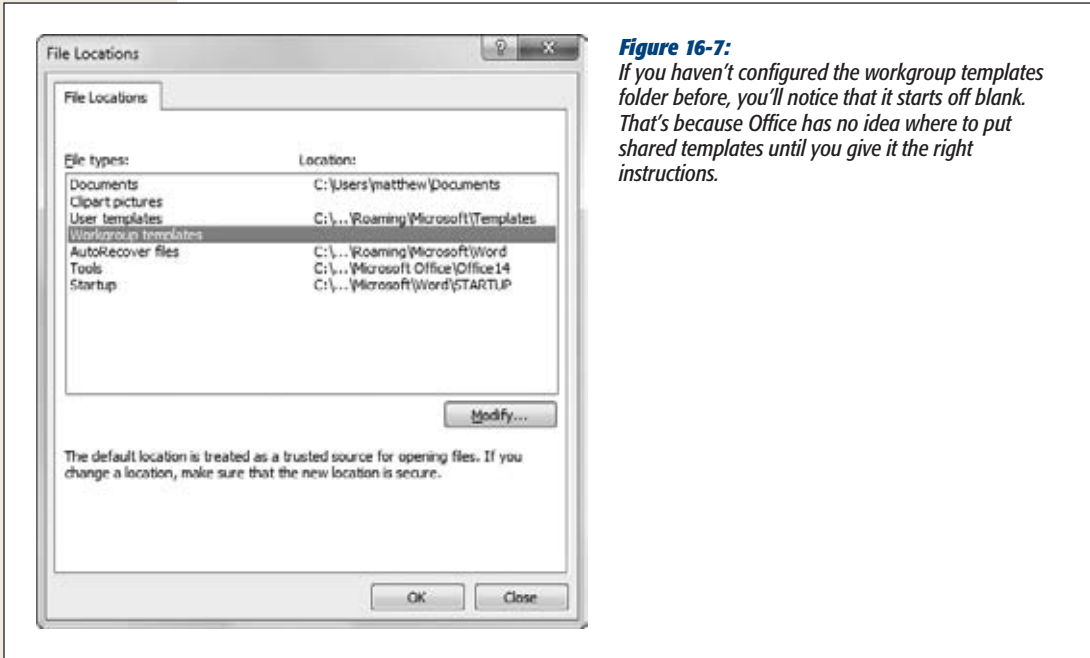 File Locations
File Locations
File types: Location:
Documents C:\Users\matthew\Documents
Clipart pictures
User templates C:\...\Roaming\Microsoft\Templates
Workgroup templates
AutoRecover files C:\...\Roaming\Microsoft\Word
Tools C:\...\Microsoft Office\Office14
Startup C:\...\Microsoft\Word\STARTUP
Modify...
The default location is treated as a trusted source for opening files. If you
change a location, make sure that the new location is secure.
OK Close
Figure 16-7:
If you haven’t configured the workgroup templates
folder before, you’ll notice that it starts off blank.
That’s because Office has no idea where to put
shared templates until you give it the right
instructions.